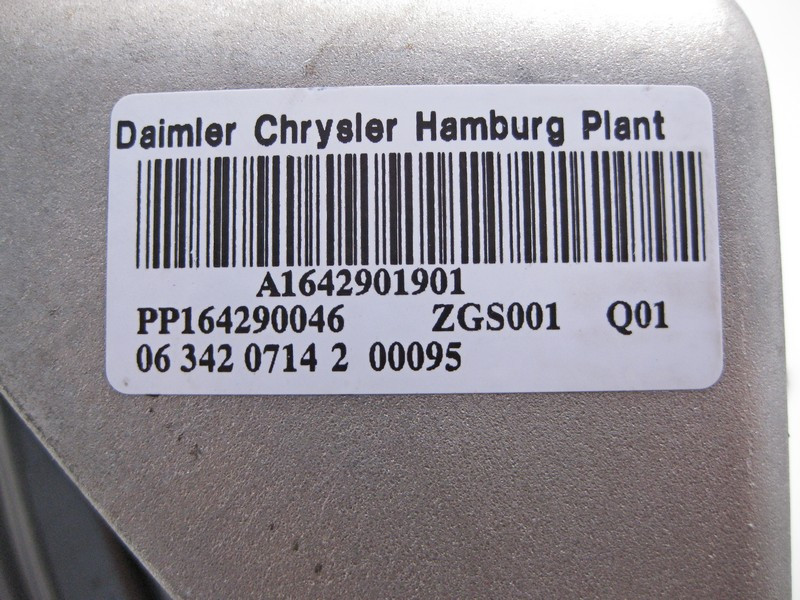 Daimler Chrysler Hamburg Plant
A1642901901
PP164290046 ZGS001 Q01
06 342 0714 2 00095